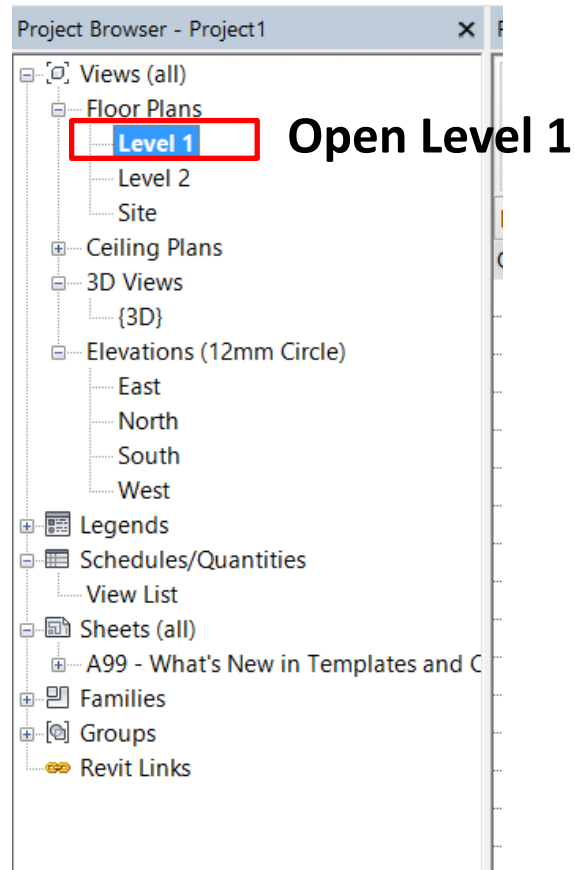 Project Browser - Project1
Views (all)
Floor Plans
Level 1
Open Level 1
Level 2
Site
Ceiling Plans
3D Views
{3D}
Elevations (12mm Circle)
East
North
South
West
Legends
Schedules/Quantities
View List
Sheets (all)
A99 - What's New in Templates and C
Families
Groups
Revit Links